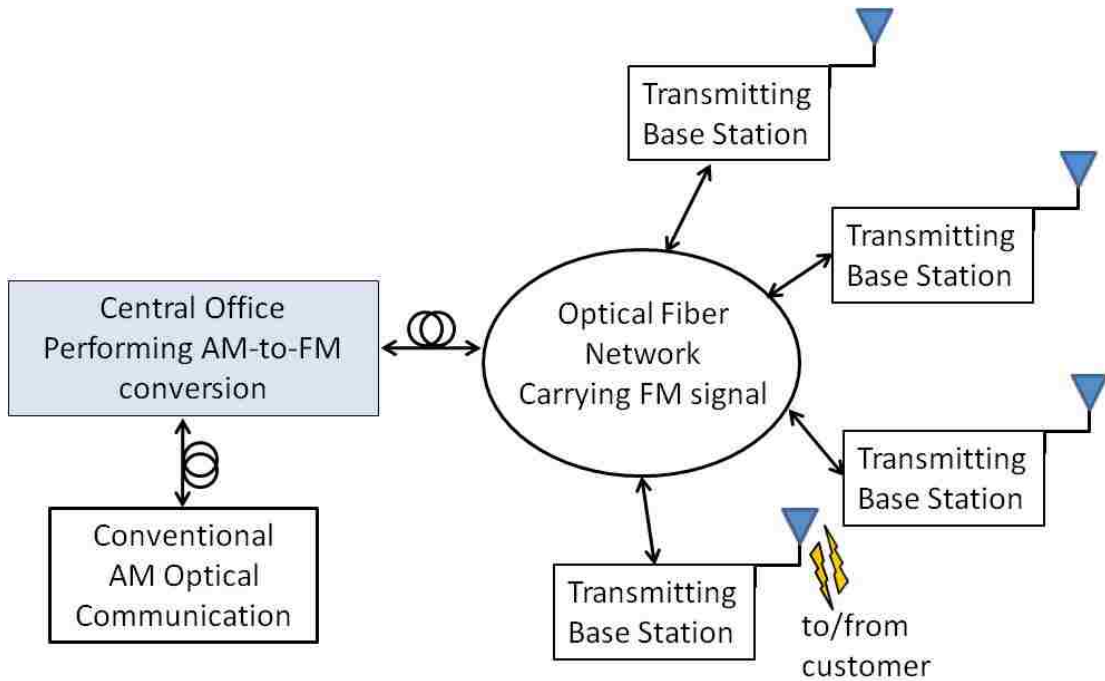 Transmitting
Base Station
Transmitting
Base Station
Central Office
Performing AM-to-FM
conversion
Optical Fiber
Network
Carrying FM signal
Transmitting
Base Station
Conventional
AM Optical
Communication
Transmitting
Base Station
to/from
customer